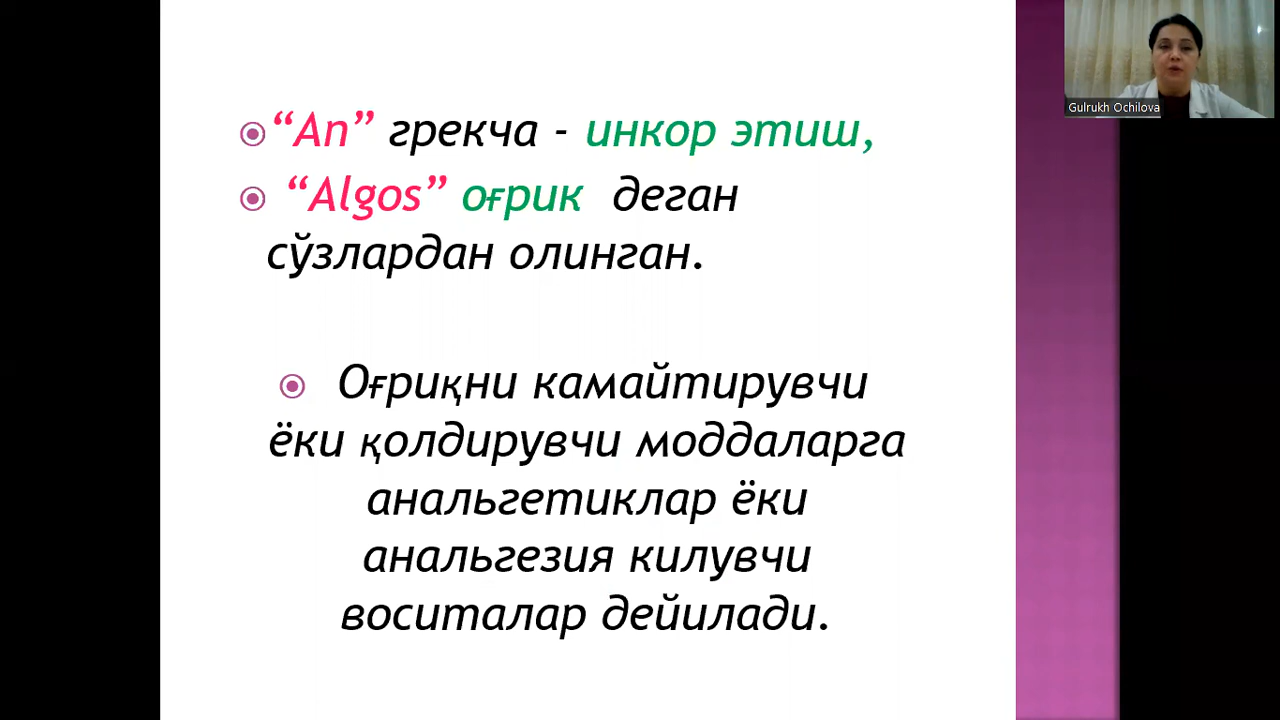 “An” грекча - инкор этиш,
“Algos” оғрик деган
сўзлардан олинган.
Оғриқни камайтирувчи
ёки қолдирувчи моддаларга
анальгетиклар ёки
анальгезия килувчи
воситалар дейилади.
Gulrukh Ochilova